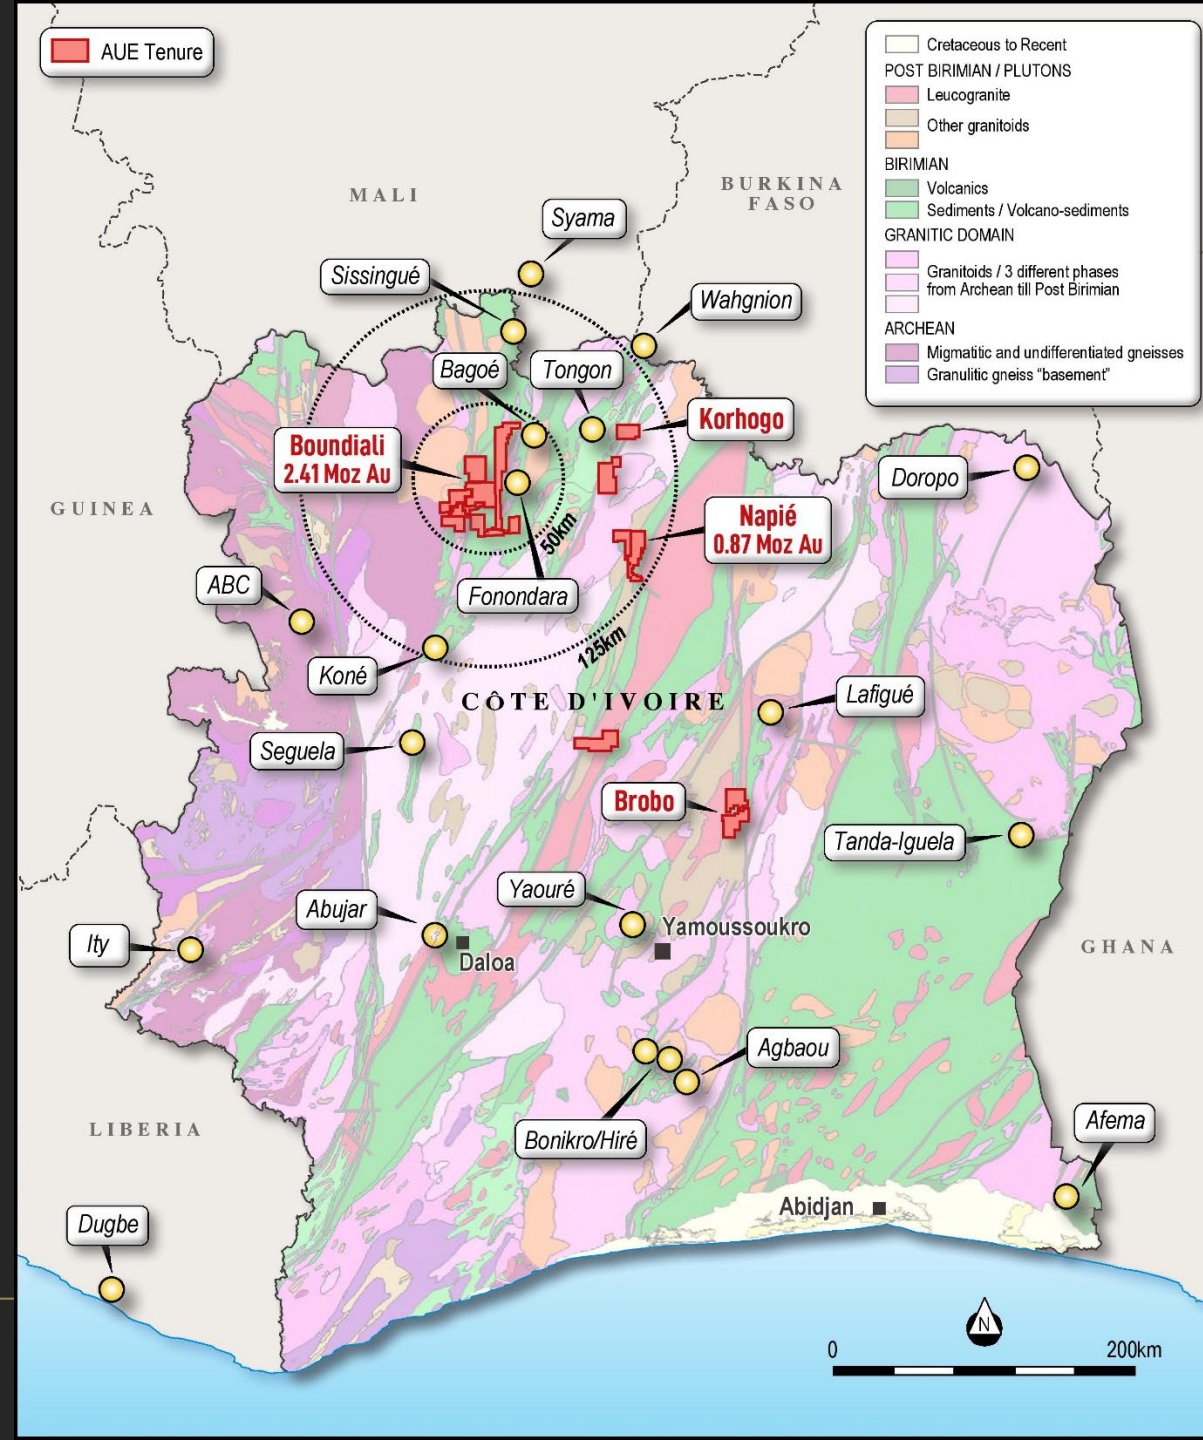 AUE Tenure
Cretaceous to Recent
POST BIRIMIAN / PLUTONS
Leucogranite
Other granitoids
BIRIMIAN
Volcanics
Sediments / Volcano-sediments
GRANITIC DOMAIN
Granitoids / 3 different phases
from Archean till Post Birimian
ARCHEAN
Migmatitic and undifferentiated gneisses
Granulitic gneiss "basement"
MALI
BURKINA
FASO
Syama
Sissingué
Wahgnion
Bagoé
Tongon
Korhogo
Boundiali
2.41 Moz Au
Doropo
GUINEA
Napié
0.87 Moz Au
50km
Fonondara
ABC
125km
Koné
CÔTE D'IVOIRE
Lafigué
Seguela
Brobo
Tanda-Iguela
Yaouré
Abujar
Yamoussoukro
Ity
Daloa
GHANA
Agbaou
Bonikro/Hiré
LIBERIA
Afema
Abidjan
Dugbe
N
0
200km